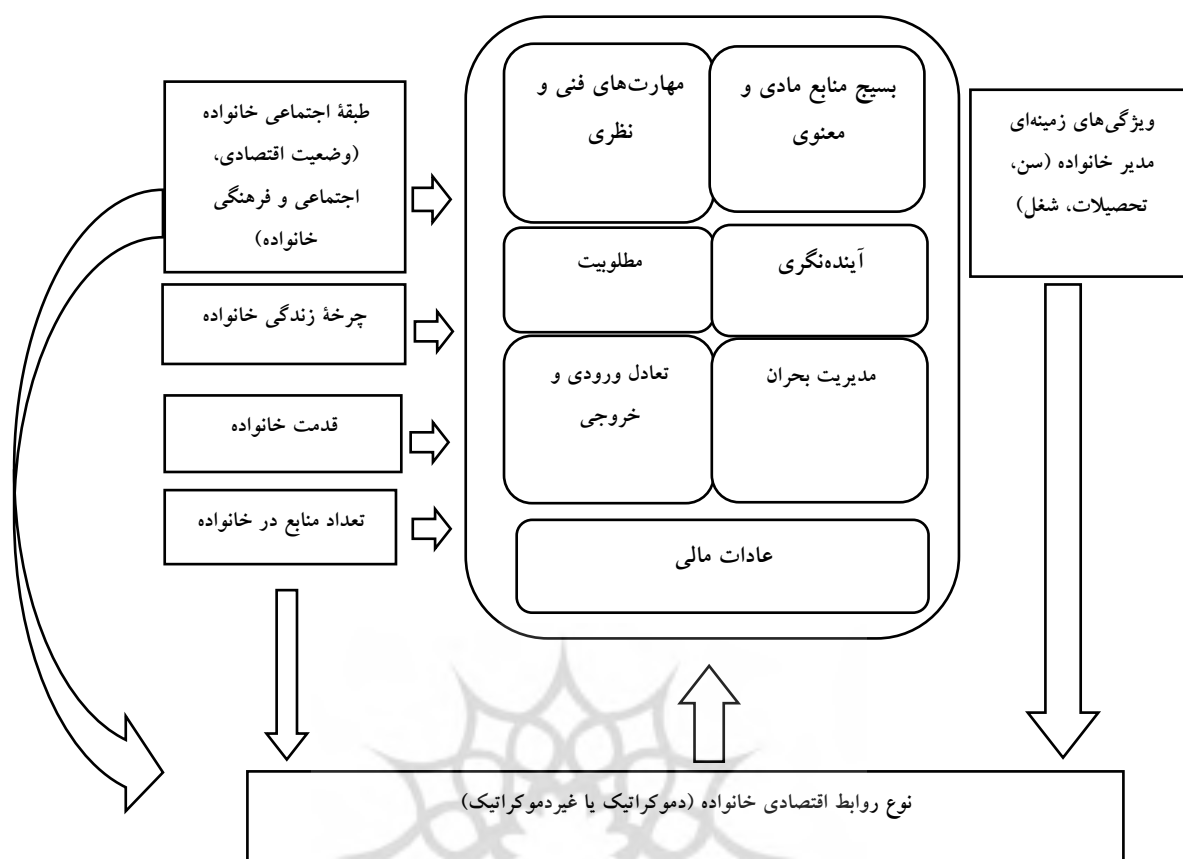 ویژگی‌های زمینه‌ای
مدیر خانواده (سن،
تحصیلات، شغل)
بسیج منابع مادی و
معنوی
مهارت‌های فنی و
نظری
آینده‌نگری
مطلوبیت
مدیریت بحران
تعادل ورودی و
خروجی
عادات مالی
طبقۀ اجتماعی خانواده
(وضعیت اقتصادی،
اجتماعی و فرهنگی
خانواده)
چرخۀ زندگی خانواده
قدمت خانواده
تعداد منابع در خانواده
نوع روابط اقتصادی خانواده (دموکراتیک یا غیردموکراتیک)